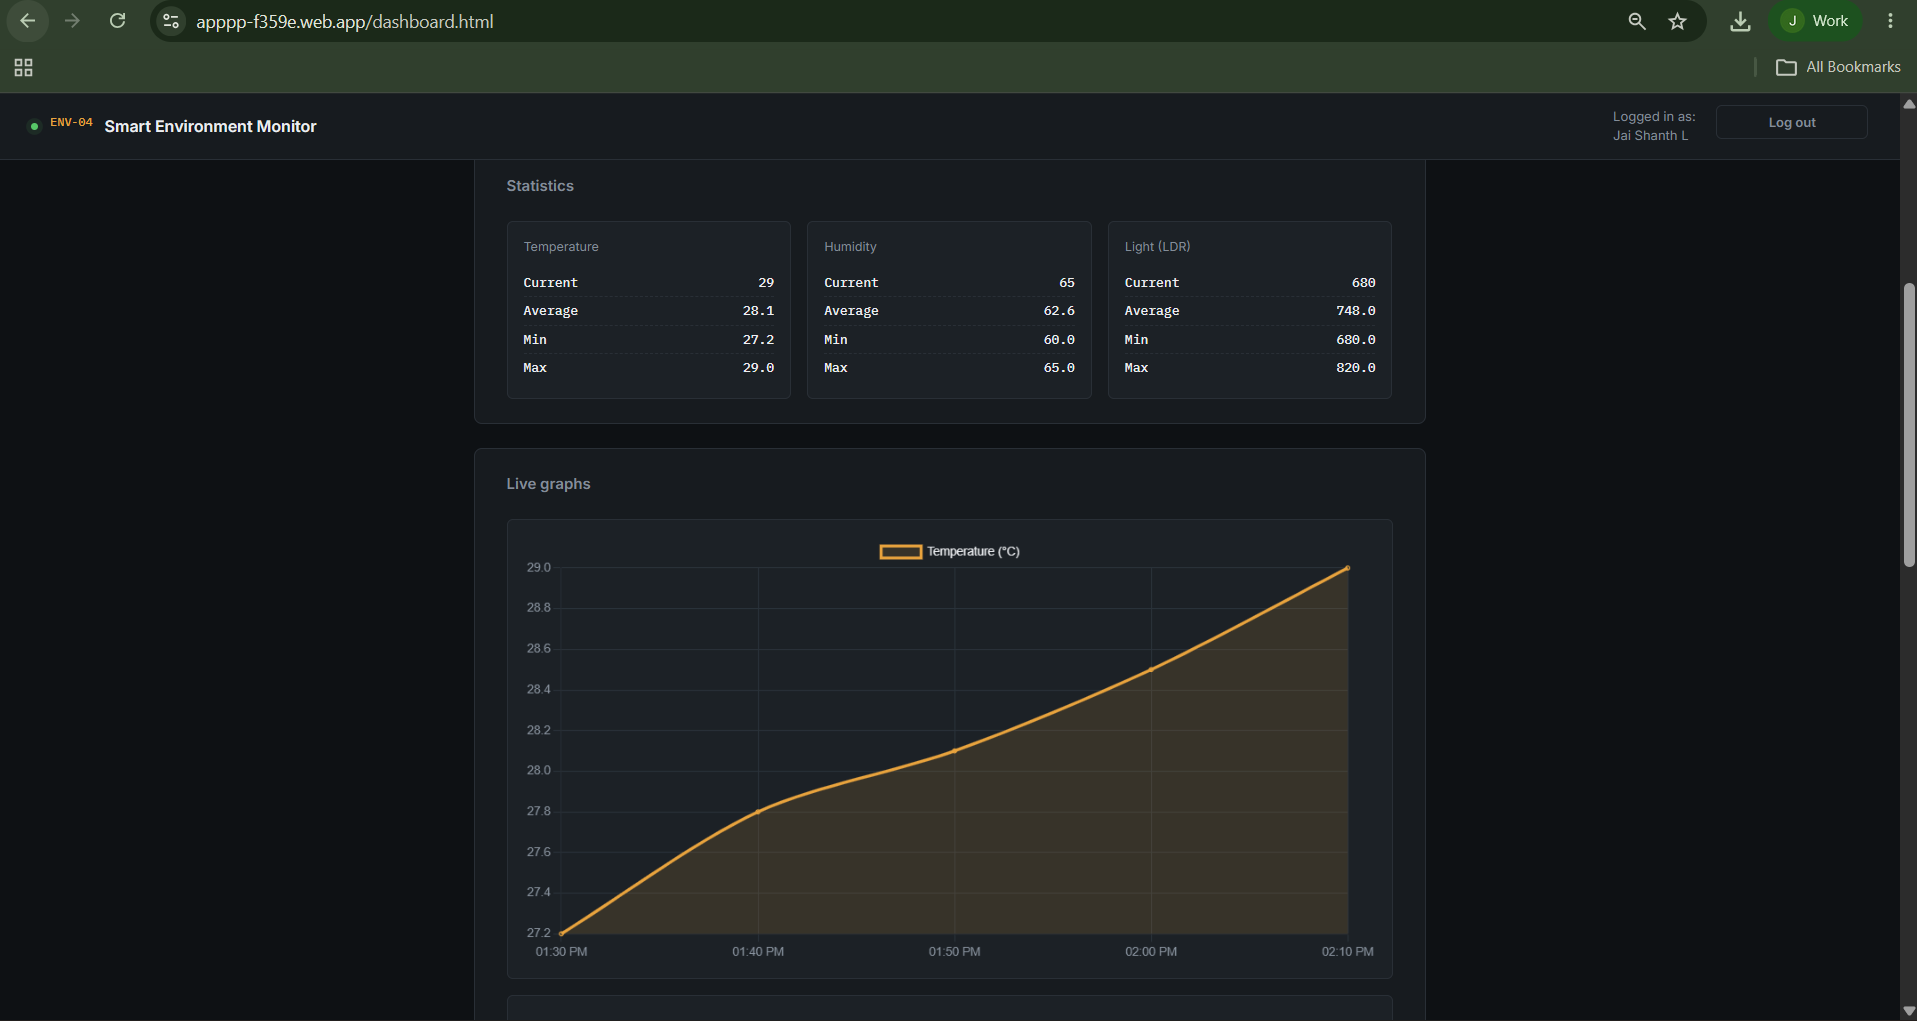 apppp-f359e.web.app/dashboard.html
J Work
All Bookmarks
ENV-04 Smart Environment Monitor
Logged in as:
Jai Shanth L
Log out
Statistics
Temperature
Current 29
Average 28.1
Min 27.2
Max 29.0
Humidity
Current 65
Average 62.6
Min 60.0
Max 65.0
Light (LDR)
Current 680
Average 748.0
Min 680.0
Max 820.0
Live graphs
Temperature (°C)
29.0
28.8
28.6
28.4
28.2
28.0
27.8
27.6
27.4
27.2
01:30 PM 01:40 PM 01:50 PM 02:00 PM 02:10 PM